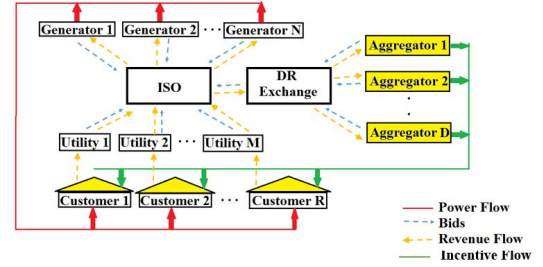 Generator 1 Generator 2 ··· Generator N
ISO
DR
Exchange
Aggregator 1
Aggregator 2
·
·
Aggregator D
Utility 1 Utility 2 ··· Utility M
Customer 1 Customer 2 ··· Customer R
Power Flow
Bids
Revenue Flow
Incentive Flow